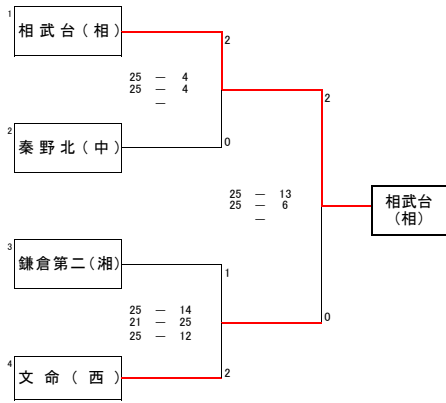 1
相武台(相)
2
25 － 4
25 － 4
－
2
秦野北(中)
0
2
25 － 13
25 － 6
－
相武台
(相)
3
鎌倉第二(湘)
1
25 － 14
21 － 25
25 － 12
0
4
文命(西)
2